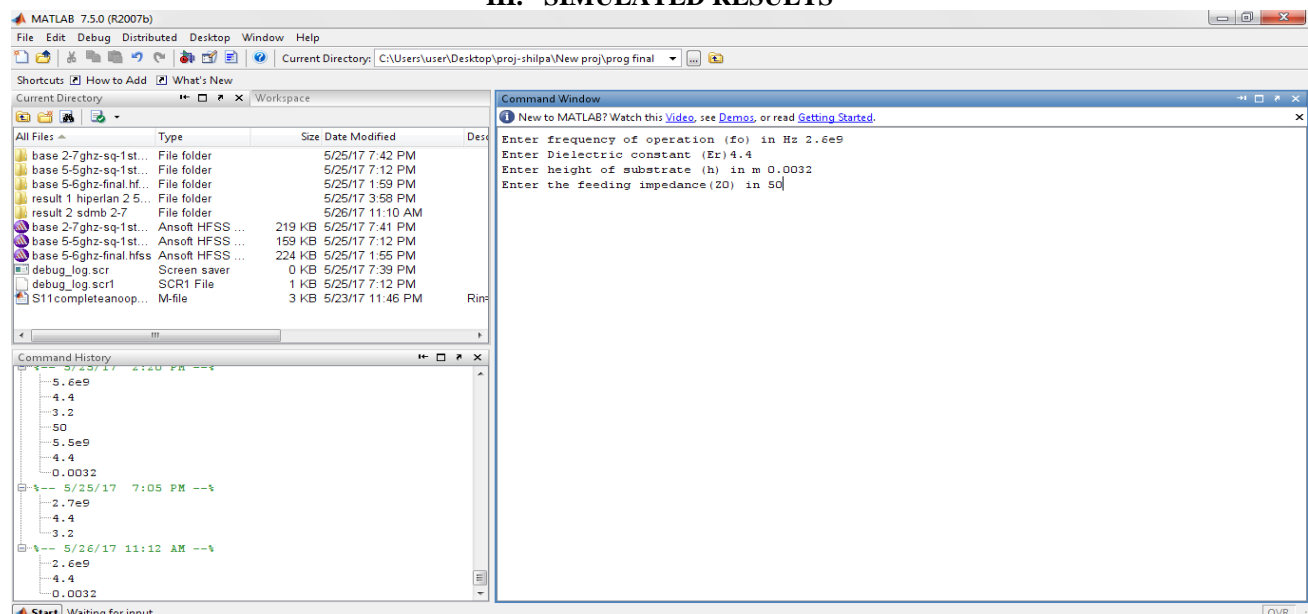 III. SIMULATED RESULTS
MATLAB 7.5.0 (R2007b)
File Edit Debug Distributed Desktop Window Help
Current Directory: C:\Users\user\Desktop\proj-shilpa\New proj\prog final
Shortcuts How to Add What's New
Current Directory Workspace
All Files Type Size Date Modified Desc
base 2-7ghz-sq-1st... File folder 5/25/17 7:42 PM
base 5-5ghz-sq-1st... File folder 5/25/17 7:12 PM
base 5-6ghz-final.hf... File folder 5/25/17 1:59 PM
result 1 hiperlan 2 5... File folder 5/25/17 3:58 PM
result 2 sdmb 2-7 File folder 5/26/17 11:10 AM
base 2-7ghz-sq-1st... Ansoft HFSS ... 219 KB 5/25/17 7:41 PM
base 5-5ghz-sq-1st... Ansoft HFSS ... 159 KB 5/25/17 7:12 PM
base 5-6ghz-final.hfss Ansoft HFSS ... 224 KB 5/25/17 1:55 PM
debug_log.scr Screen saver 0 KB 5/25/17 7:39 PM
debug_log.scr1 SCR1 File 1 KB 5/25/17 7:12 PM
S11completeanoop... M-file 3 KB 5/23/17 11:46 PM Rin=
Command History
%-- 5/25/17 2:20 PM --%
5.6e9
4.4
3.2
50
5.5e9
4.4
0.0032
%-- 5/25/17 7:05 PM --%
2.7e9
4.4
3.2
%-- 5/26/17 11:12 AM --%
2.6e9
4.4
0.0032
Command Window
New to MATLAB? Watch this Video, see Demos, or read Getting Started.
Enter frequency of operation (fo) in Hz 2.6e9
Enter Dielectric constant (Er)4.4
Enter height of substrate (h) in m 0.0032
Enter the feeding impedance(Z0) in 50
Start Waiting for input
OVR